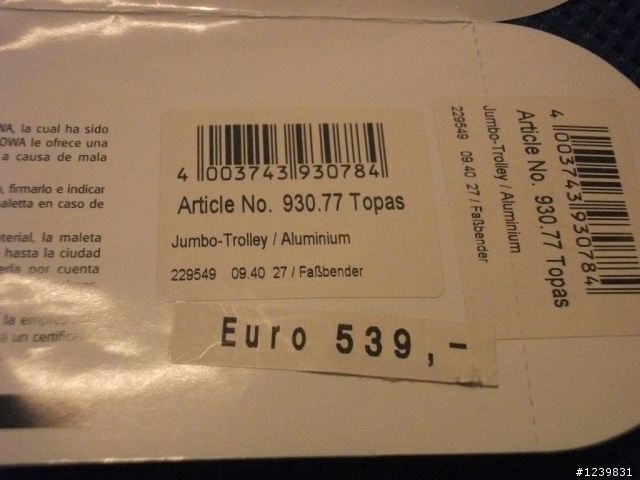 WA, la cual ha sido
OWA le ofrece una
a causa de mala
, firmarlo e indicar
aletta en caso de
terial, la maleta
hasta la ciudad
erla por cuenta
la empresa
un certific
4 003743 930784
Article No. 930.77 Topas
Jumbo-Trolley / Aluminium
229549 09.40 27 / Faßbender
Euro 539,-
4 003743 930784
Article No. 930.77 Topas
Jumbo-Trolley / Aluminium
229549 09.40 27 / Faßbender
#1239831